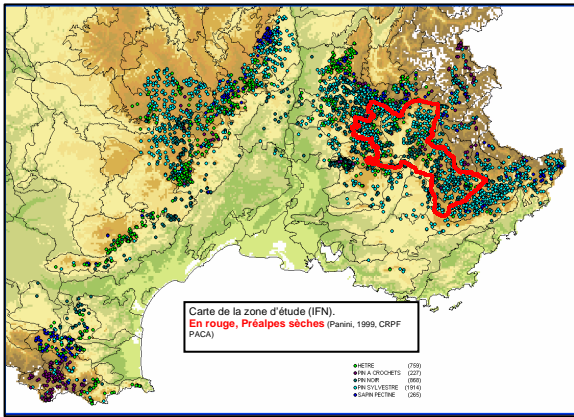 Carte de la zone d'étude (IFN).
En rouge, Préalpes sèches (Panini, 1999, CRPF
PACA)
HETRE (759)
PIN A CROCHETS (227)
PIN NOIR (868)
PIN SYLVESTRE (1914)
SAPIN PECTINE (265)